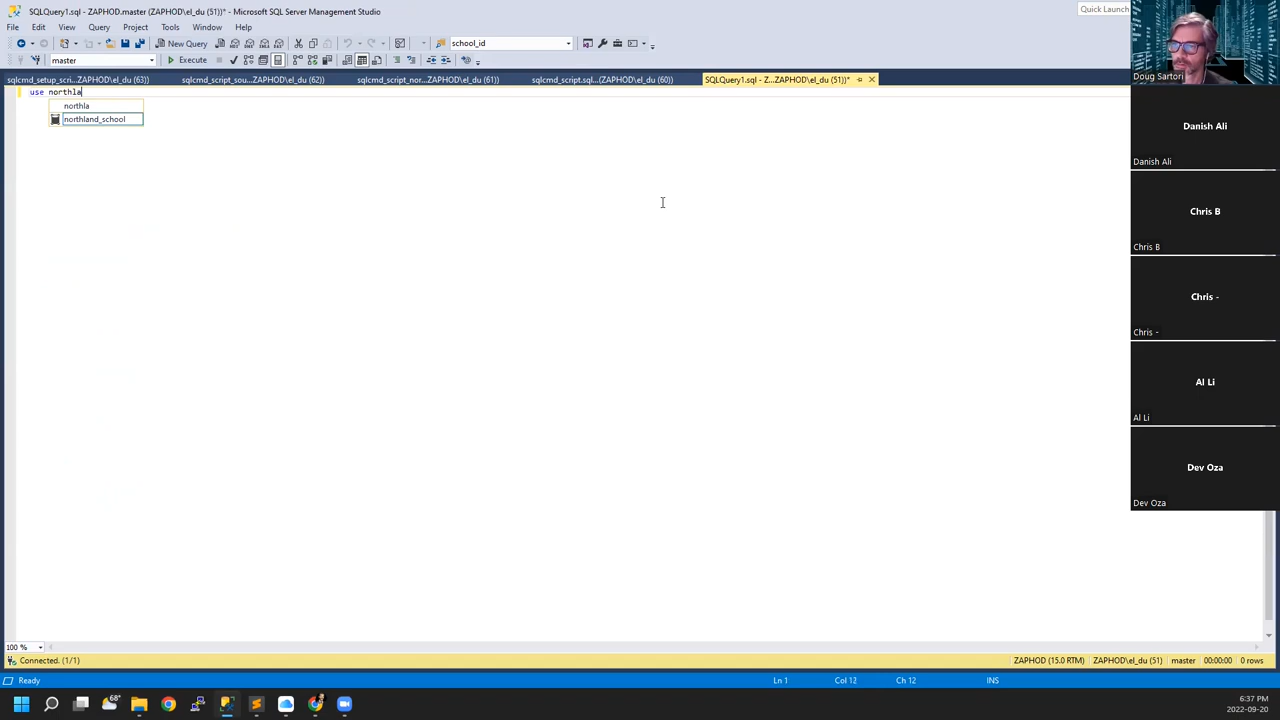 SQLQuery1.sql - ZAPHOD.master (ZAPHOD\el_du (51))* - Microsoft SQL Server Management Studio
Quick Launch
File Edit View Query Project Tools Window Help
New Query
school_id
master
Execute
sqlcmd_setup_scri...ZAPHOD\el_du (63))
sqlcmd_script_sou...ZAPHOD\el_du (62))
sqlcmd_script_nor...ZAPHOD\el_du (61))
sqlcmd_script.sql...(ZAPHOD\el_du (60))
SQLQuery1.sql - Z...ZAPHOD\el_du (51))*
use northla
northla
northland_school
Doug Sartori
Danish Ali
Danish Ali
Chris B
Chris B
Chris -
Chris -
Al Li
Al Li
Dev Oza
Dev Oza
100 %
Connected. (1/1)
ZAPHOD (15.0 RTM)
ZAPHOD\el_du (51)
master
00:00:00
0 rows
Ready
Ln 1
Col 12
Ch 12
INS
68°
6:37 PM
2022-09-20